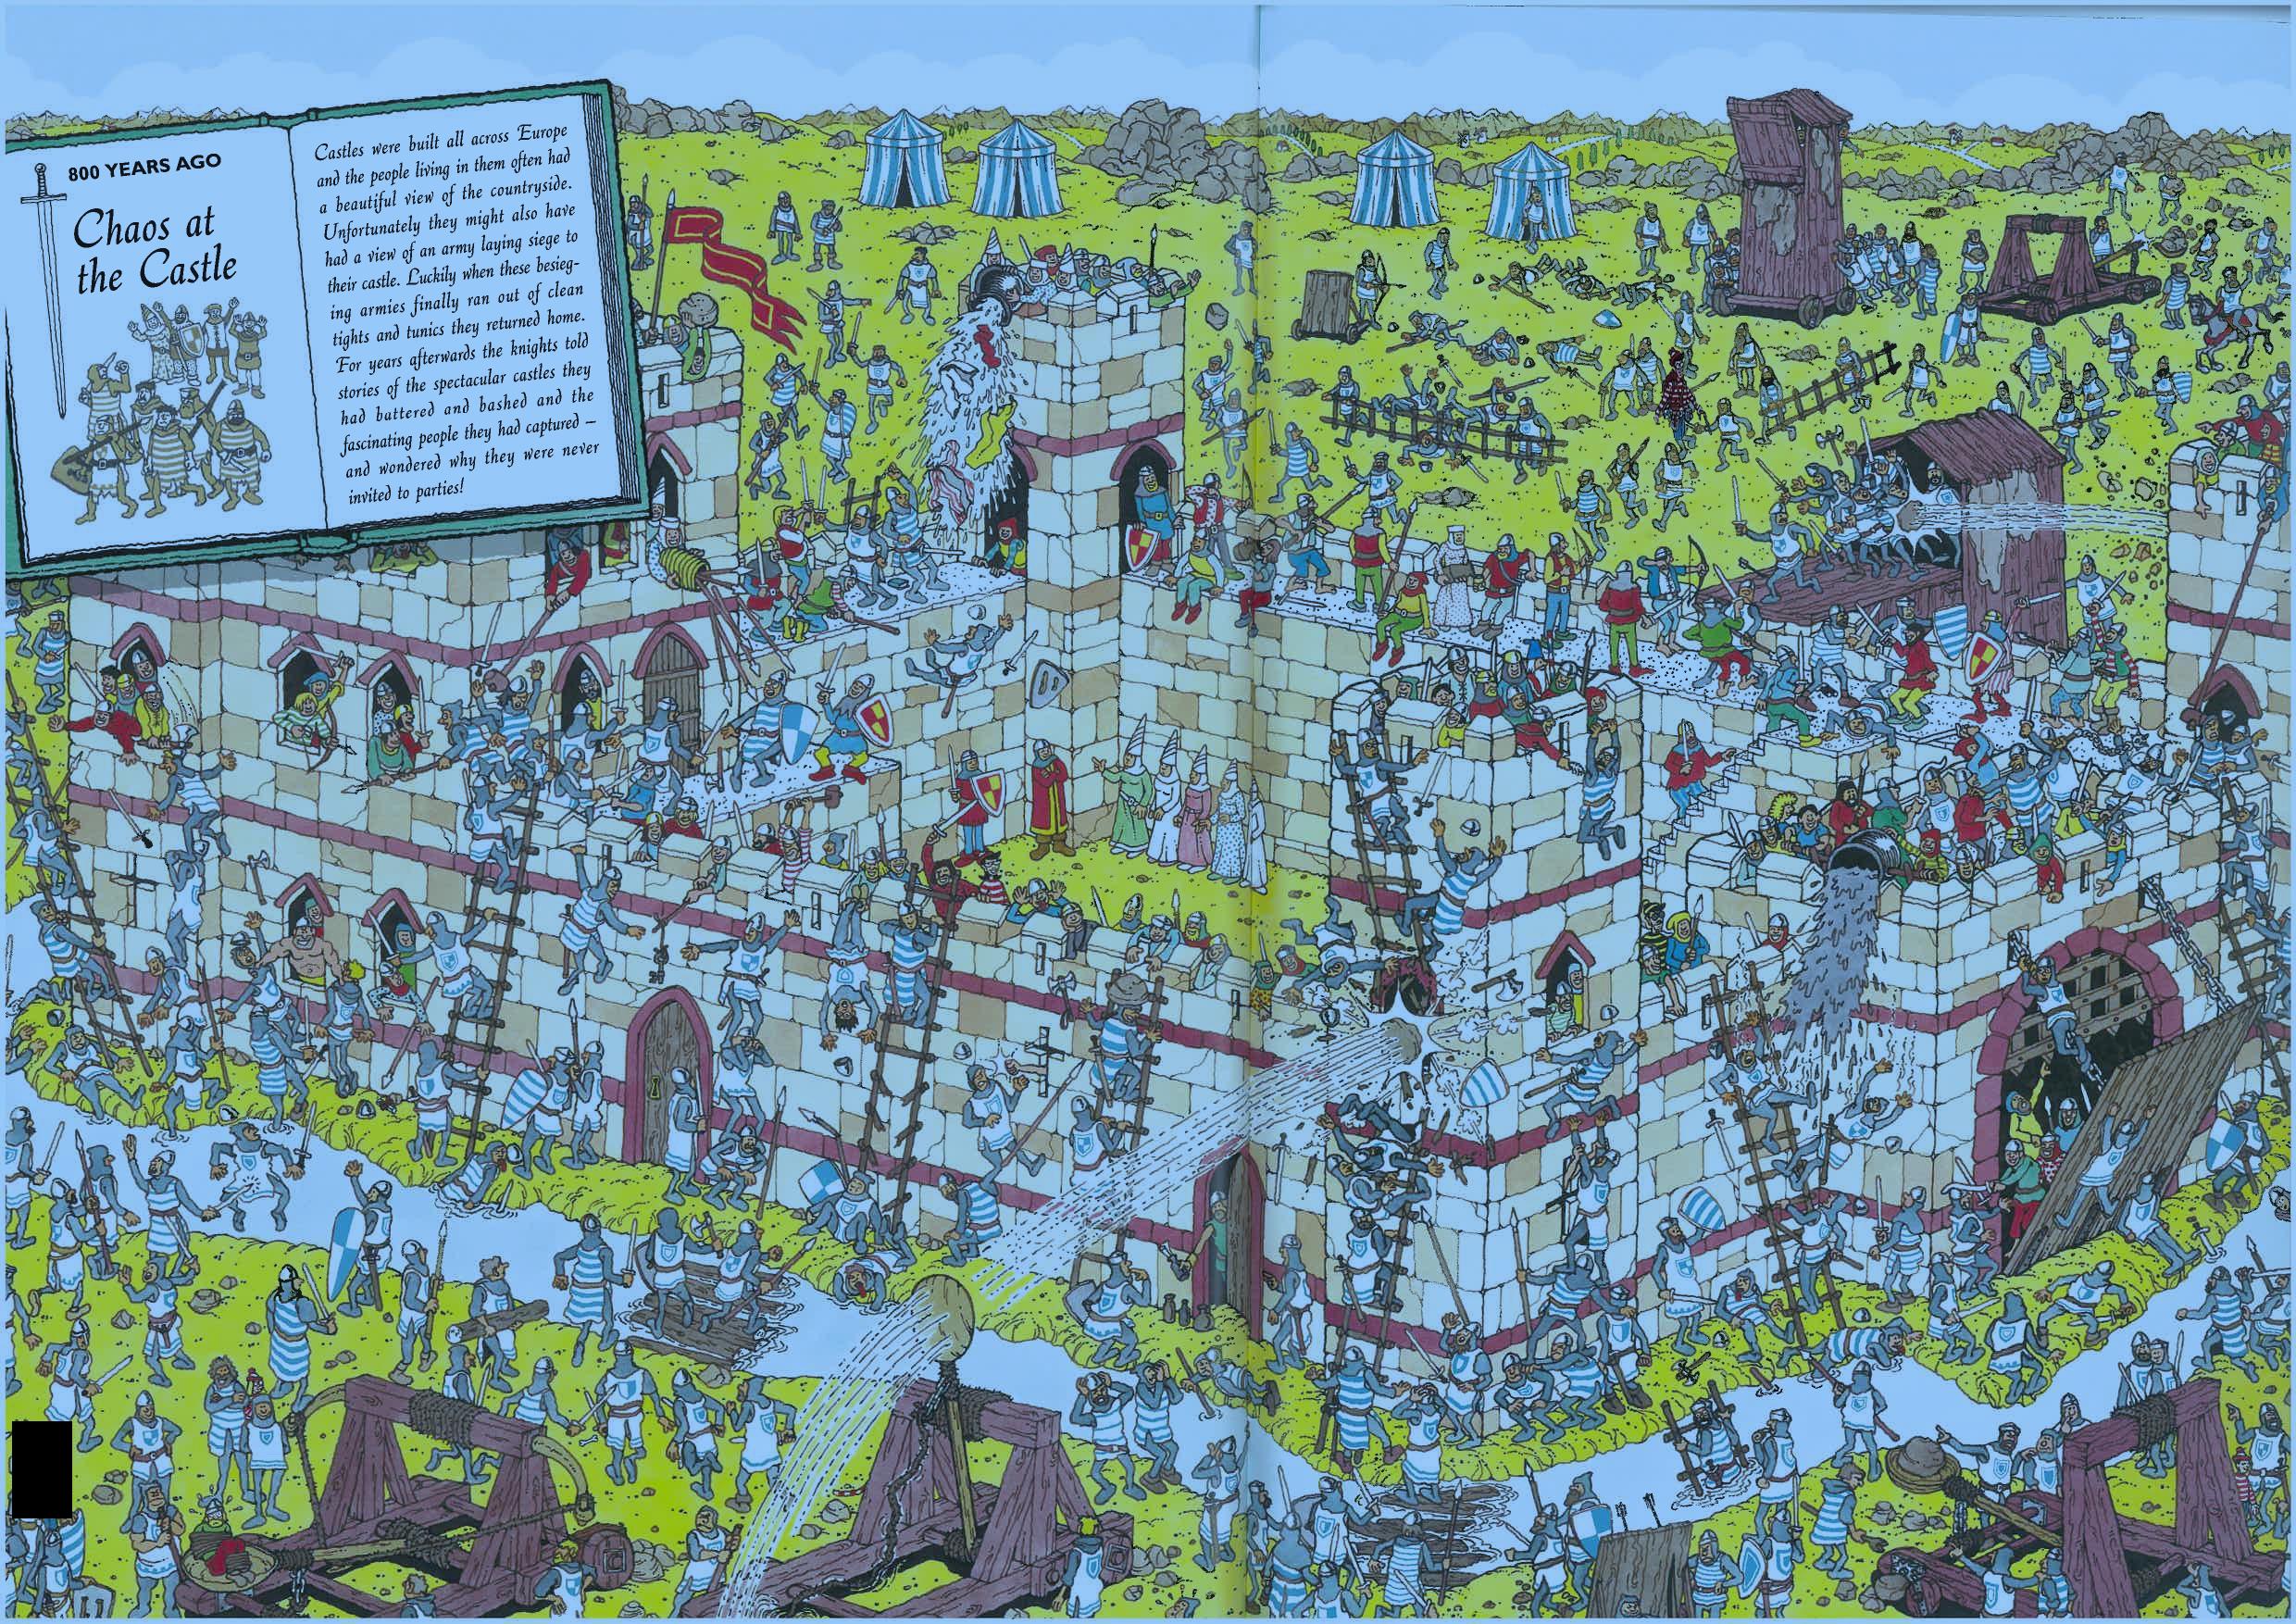 800 YEARS AGO
Chaos at
the Castle
Castles were built all across Europe
and the people living in them often had
a beautiful view of the countryside.
Unfortunately they might also have
had a view of an army laying siege to
their castle. Luckily when these besieg-
ing armies finally ran out of clean
tights and tunics they returned home.
For years afterwards the knights told
stories of the spectacular castles they
had battered and bashed and the
fascinating people they had captured –
and wondered why they were never
invited to parties!